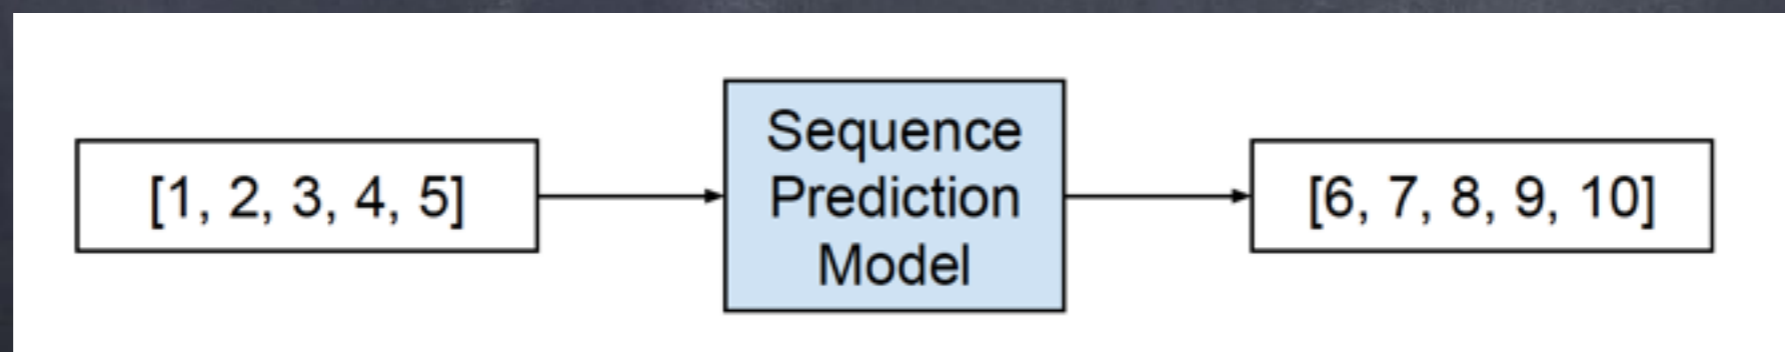 [1, 2, 3, 4, 5]
Sequence
Prediction
Model
[6, 7, 8, 9, 10]